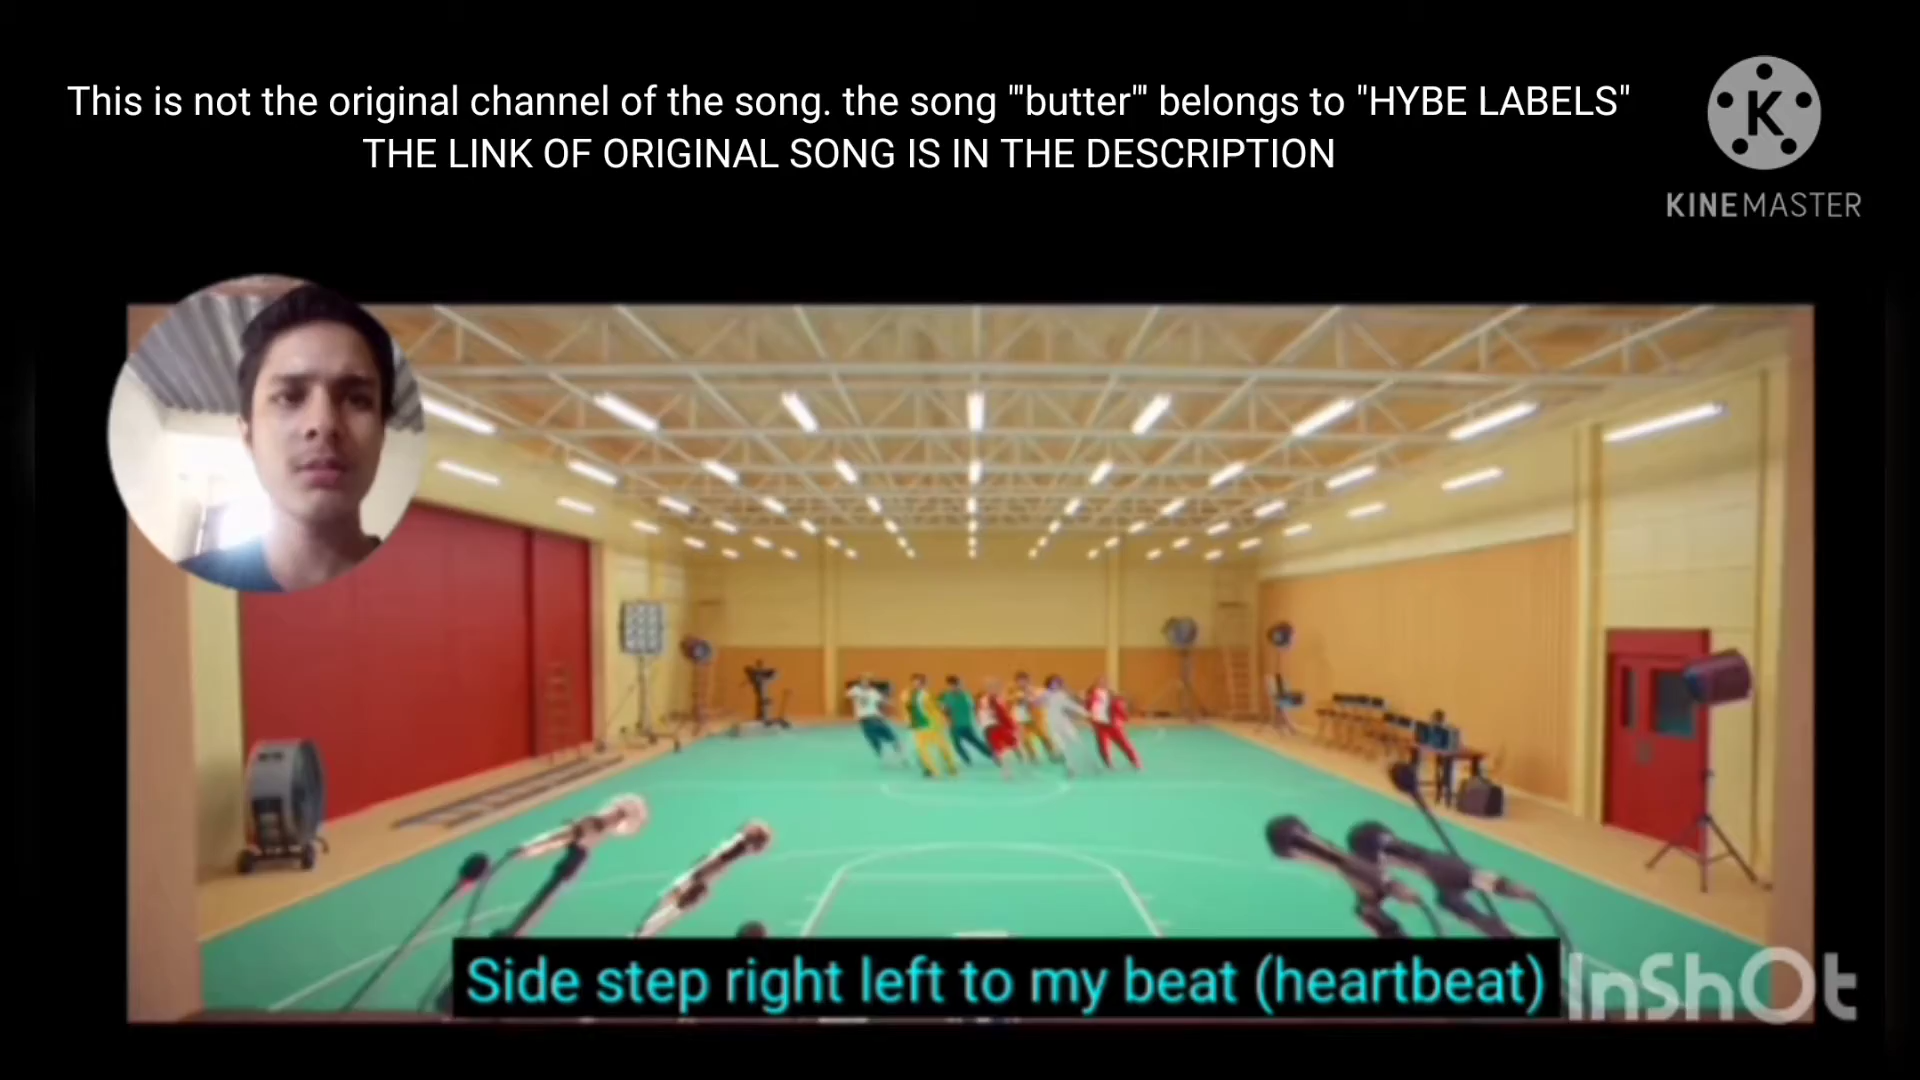 This is not the original channel of the song. the song '"butter"' belongs to "HYBE LABELS"
THE LINK OF ORIGINAL SONG IS IN THE DESCRIPTION
K
KINEMASTER
Side step right left to my beat (heartbeat)
InShOt